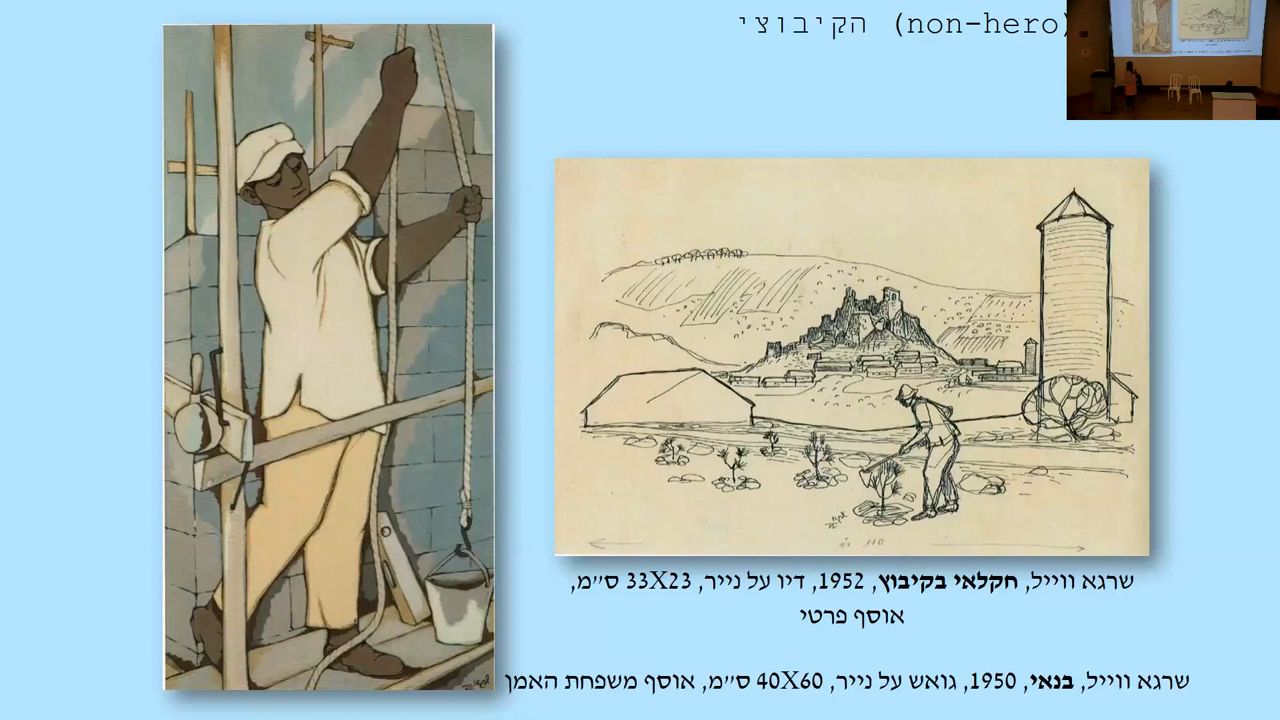 הקיבוצי (non-hero)
שרגא ווייל, חקלאי בקיבוץ, 1952, דיו על נייר, 33X23 ס״מ,
אוסף פרטי
שרגא ווייל, בנאי, 1950, גואש על נייר, 40X60 ס״מ, אוסף משפחת האמן